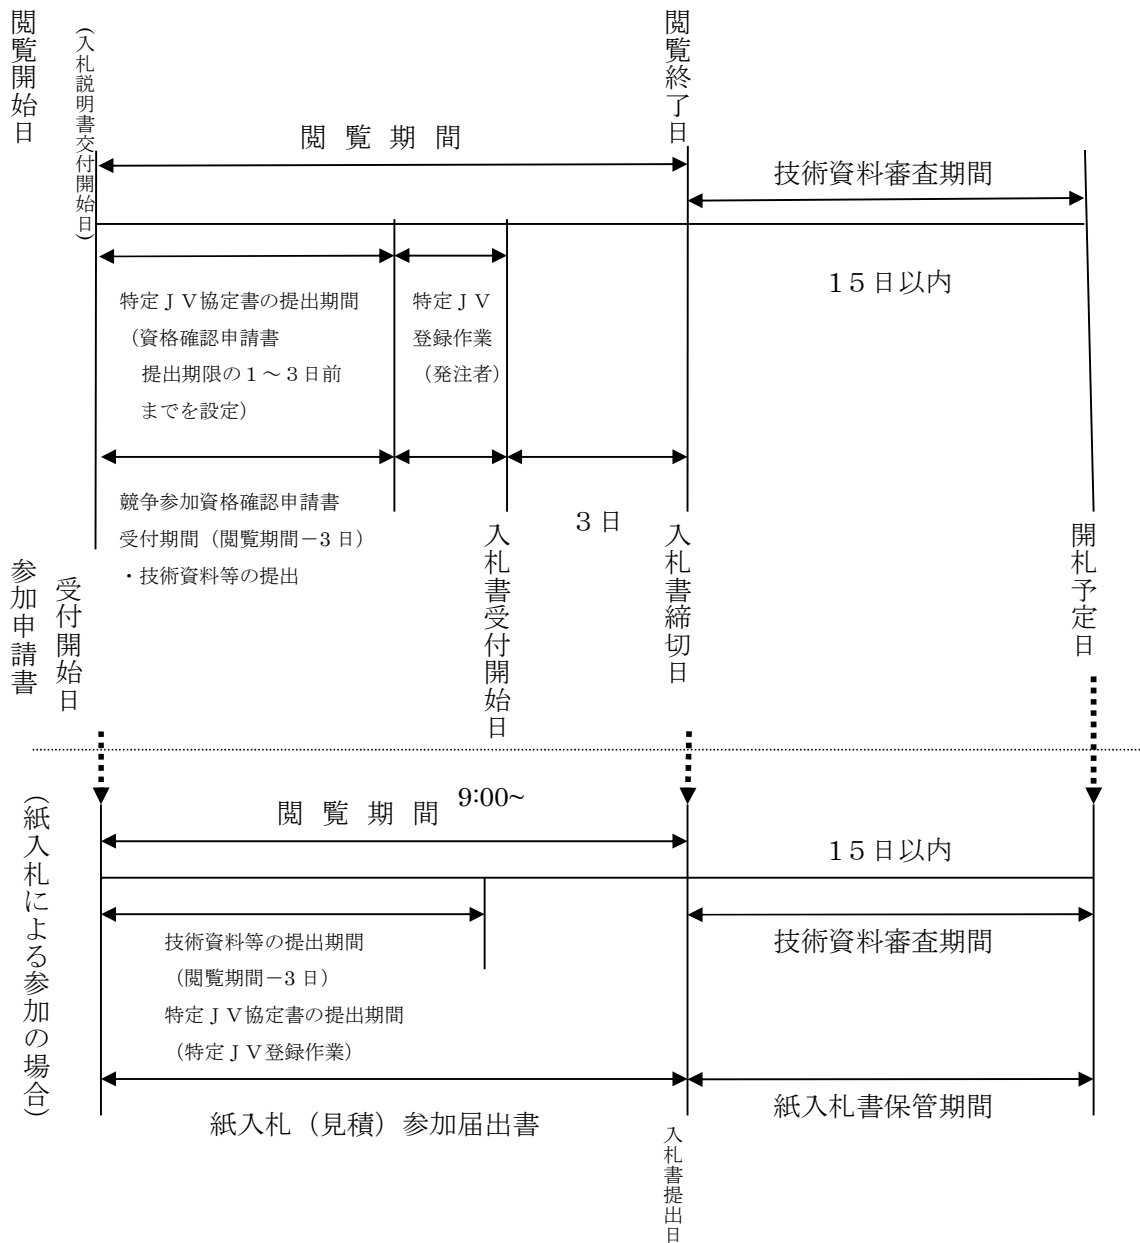 閲覧開始日
（入札説明書交付開始日）
閲覧終了日
閲 覧 期 間
技術資料審査期間
１５日以内
特定ＪＶ協定書の提出期間
（資格確認申請書
提出期限の１～３日前
までを設定）
特定ＪＶ
登録作業
（発注者）
競争参加資格確認申請書
受付期間（閲覧期間－3 日）
・技術資料等の提出
３日
参加申請書
受付開始日
入札書受付開始日
入札書締切日
開札予定日
（紙入札による参加の場合）
閲 覧 期 間
9:00~
１５日以内
技術資料等の提出期間
（閲覧期間－3 日）
特定ＪＶ協定書の提出期間
（特定ＪＶ登録作業）
技術資料審査期間
紙入札（見積）参加届出書
紙入札書保管期間
入札書提出日